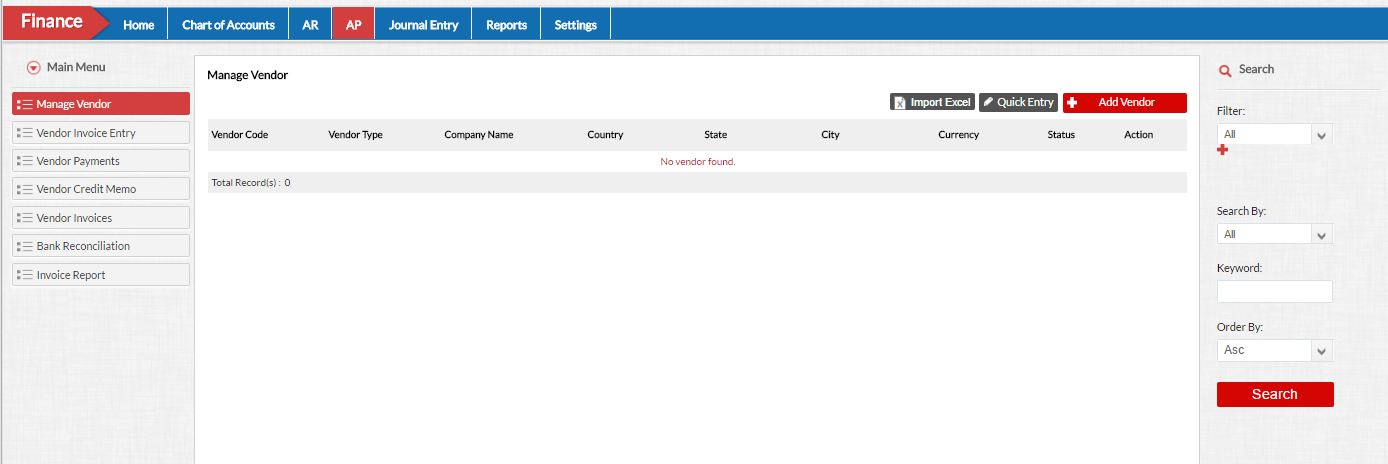 Finance
Home
Chart of Accounts
AR
AP
Journal Entry
Reports
Settings
Main Menu
Manage Vendor
Vendor Invoice Entry
Vendor Payments
Vendor Credit Memo
Vendor Invoices
Bank Reconciliation
Invoice Report
Manage Vendor
Import Excel
Quick Entry
Add Vendor
Vendor Code Vendor Type Company Name Country State City Currency Status Action
No vendor found.
Total Record(s) : 0
Search
Filter:
All
Search By:
All
Keyword:
Order By:
Asc
Search